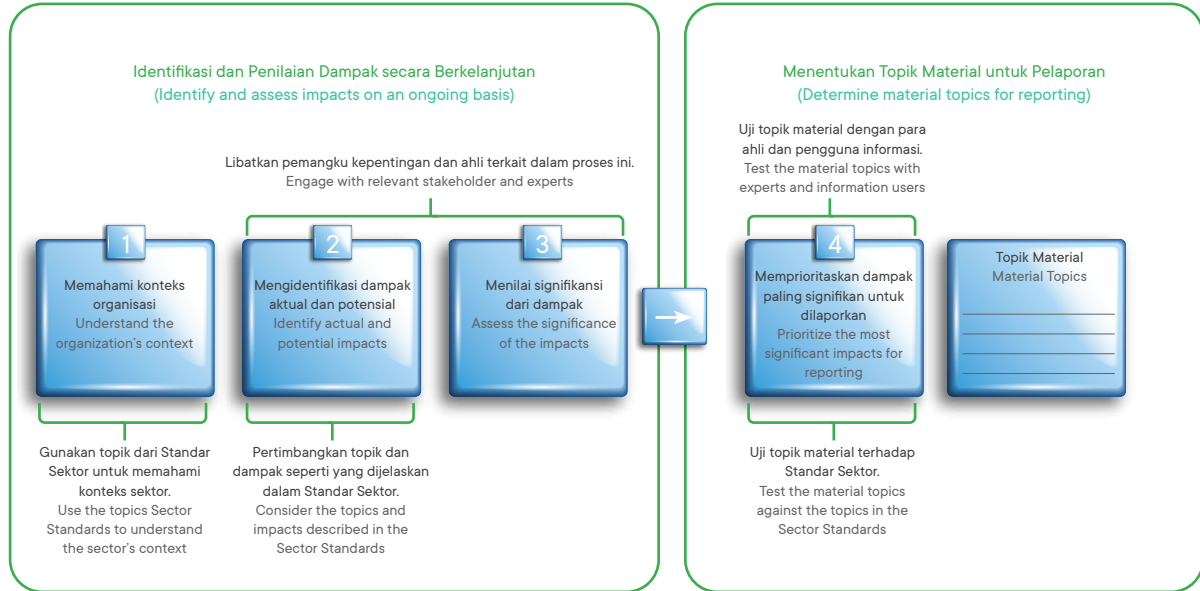 Identifikasi dan Penilaian Dampak secara Berkelanjutan
(Identify and assess impacts on an ongoing basis)
Libatkan pemangku kepentingan dan ahli terkait dalam proses ini.
Engage with relevant stakeholder and experts
1
Memahami konteks
organisasi
Understand the
organization's context
Gunakan topik dari Standar
Sektor untuk memahami
konteks sektor.
Use the topics Sector
Standards to understand
the sector's context
2
Mengidentifikasi dampak
aktual dan potensial
Identify actual and
potential impacts
Pertimbangkan topik dan
dampak seperti yang dijelaskan
dalam Standar Sektor.
Consider the topics and
impacts described in the
Sector Standards
3
Menilai signifikansi
dari dampak
Assess the significance
of the impacts
Menentukan Topik Material untuk Pelaporan
(Determine material topics for reporting)
Uji topik material dengan para
ahli dan pengguna informasi.
Test the material topics with
experts and information users
4
Memprioritaskan dampak
paling signifikan untuk
dilaporkan
Prioritize the most
significant impacts for
reporting
Uji topik material terhadap
Standar Sektor.
Test the material topics
against the topics in the
Sector Standards
Topik Material
Material Topics